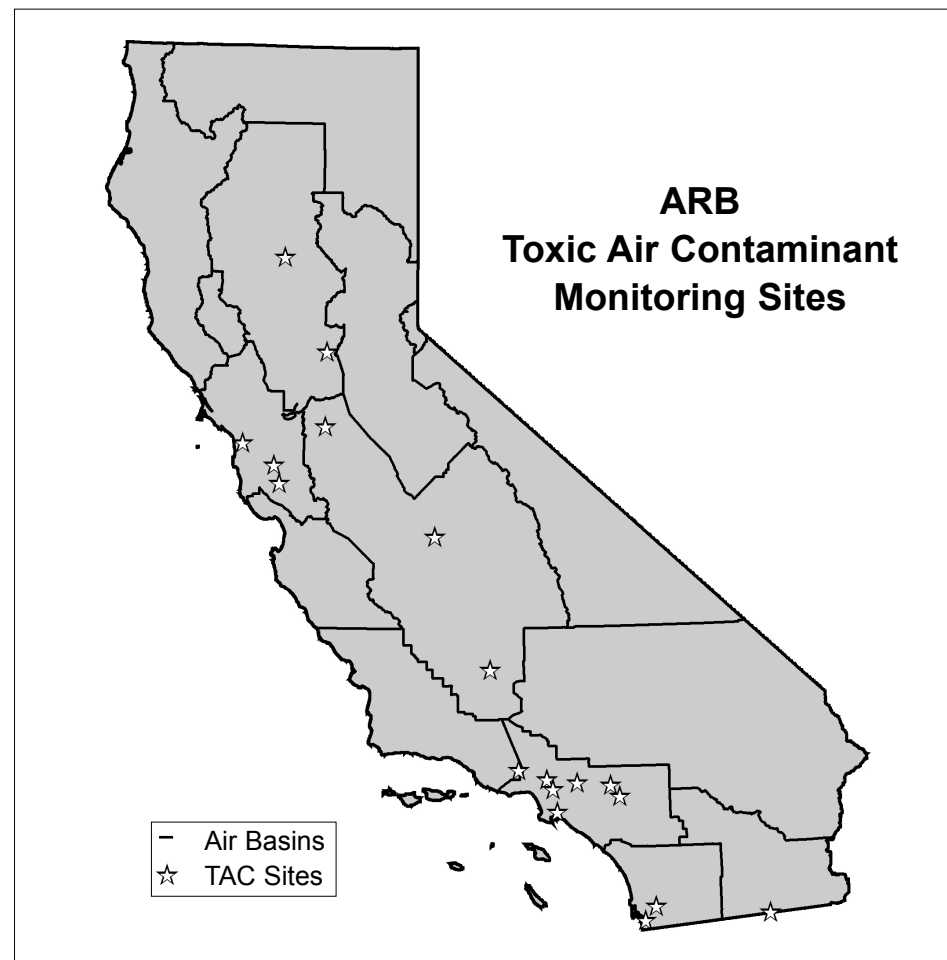 ARB
Toxic Air Contaminant
Monitoring Sites
Air Basins
TAC Sites